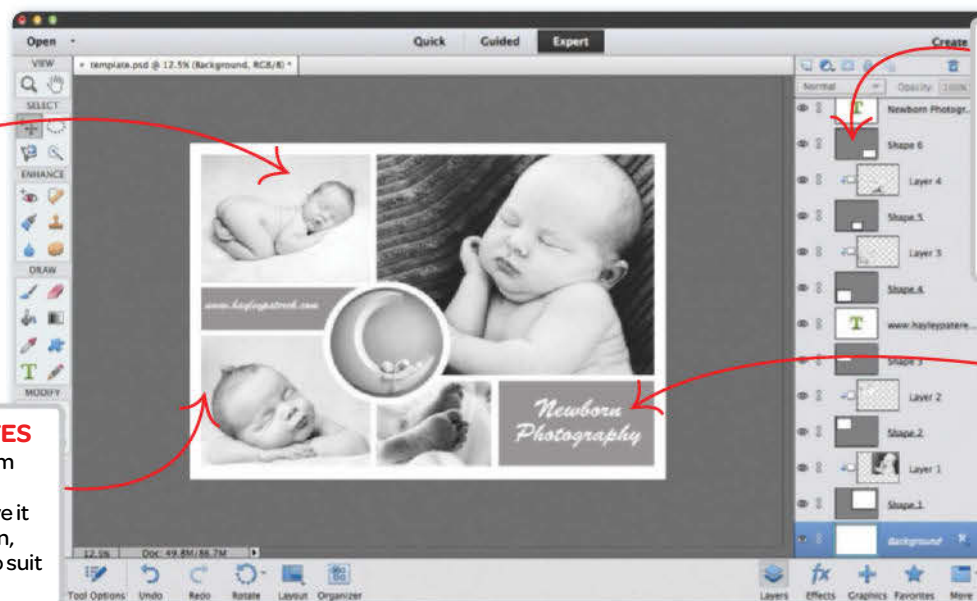 Open
Quick Guided Expert
Create
VIEW
× template.psd @ 12.5% (Background, RGB/8) *
Normal
Opacity: 100%
SELECT
ENHANCE
DRAW
MODIFY
www.hayleypatereek.com
Newborn
Photography
Newborn Photogr...
Shape 6
Layer 4
Shape 5
Layer 3
Shape 4
www.hayleypatere...
Shape 3
Layer 2
Shape 2
Layer 1
Shape 1
Background
TES
m
e it
n,
o suit
12.5% Doc: 49.8M/86.7M
Tool Options Undo Redo Rotate Layout Organizer
Layers Effects Graphics Favorites More